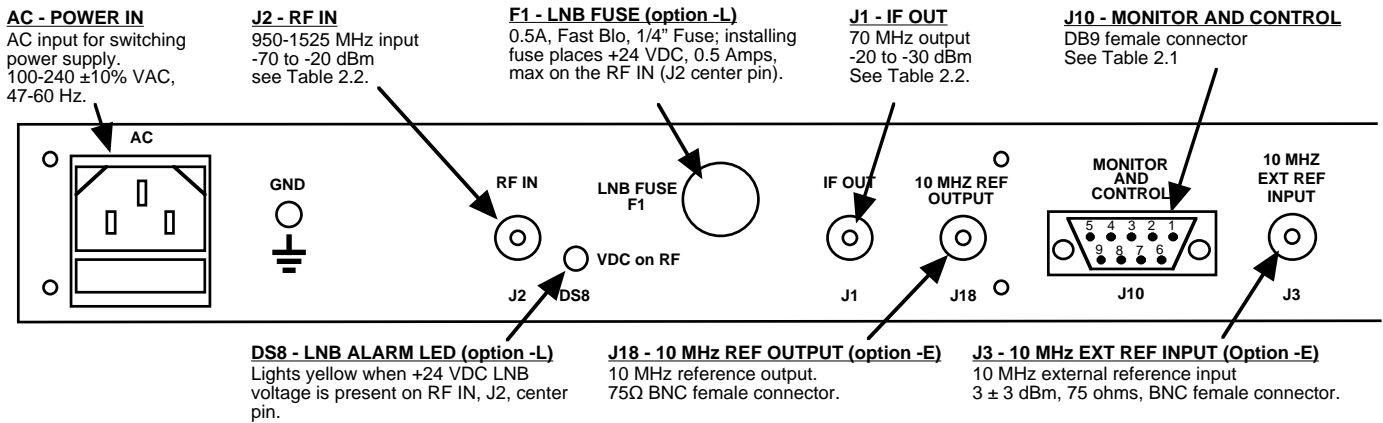 AC - POWER IN
AC input for switching
power supply.
100-240 ±10% VAC,
47-60 Hz.
J2 - RF IN
950-1525 MHz input
-70 to -20 dBm
see Table 2.2.
F1 - LNB FUSE (option -L)
0.5A, Fast Blo, 1/4” Fuse; installing
fuse places +24 VDC, 0.5 Amps,
max on the RF IN (J2 center pin).
J1 - IF OUT
70 MHz output
-20 to -30 dBm
See Table 2.2.
J10 - MONITOR AND CONTROL
DB9 female connector
See Table 2.1
AC
GND
RF IN
J2
VDC on RF
DS8
LNB FUSE
F1
IF OUT
J1
10 MHZ REF
OUTPUT
J18
MONITOR
AND
CONTROL
5 4 3 2 1
9 8 7 6
J10
10 MHZ
EXT REF
INPUT
J3
DS8 - LNB ALARM LED (option -L)
Lights yellow when +24 VDC LNB
voltage is present on RF IN, J2, center
pin.
J18 - 10 MHz REF OUTPUT (option -E)
10 MHz reference output.
75Ω BNC female connector.
J3 - 10 MHz EXT REF INPUT (Option -E)
10 MHz external reference input
3 ± 3 dBm, 75 ohms, BNC female connector.